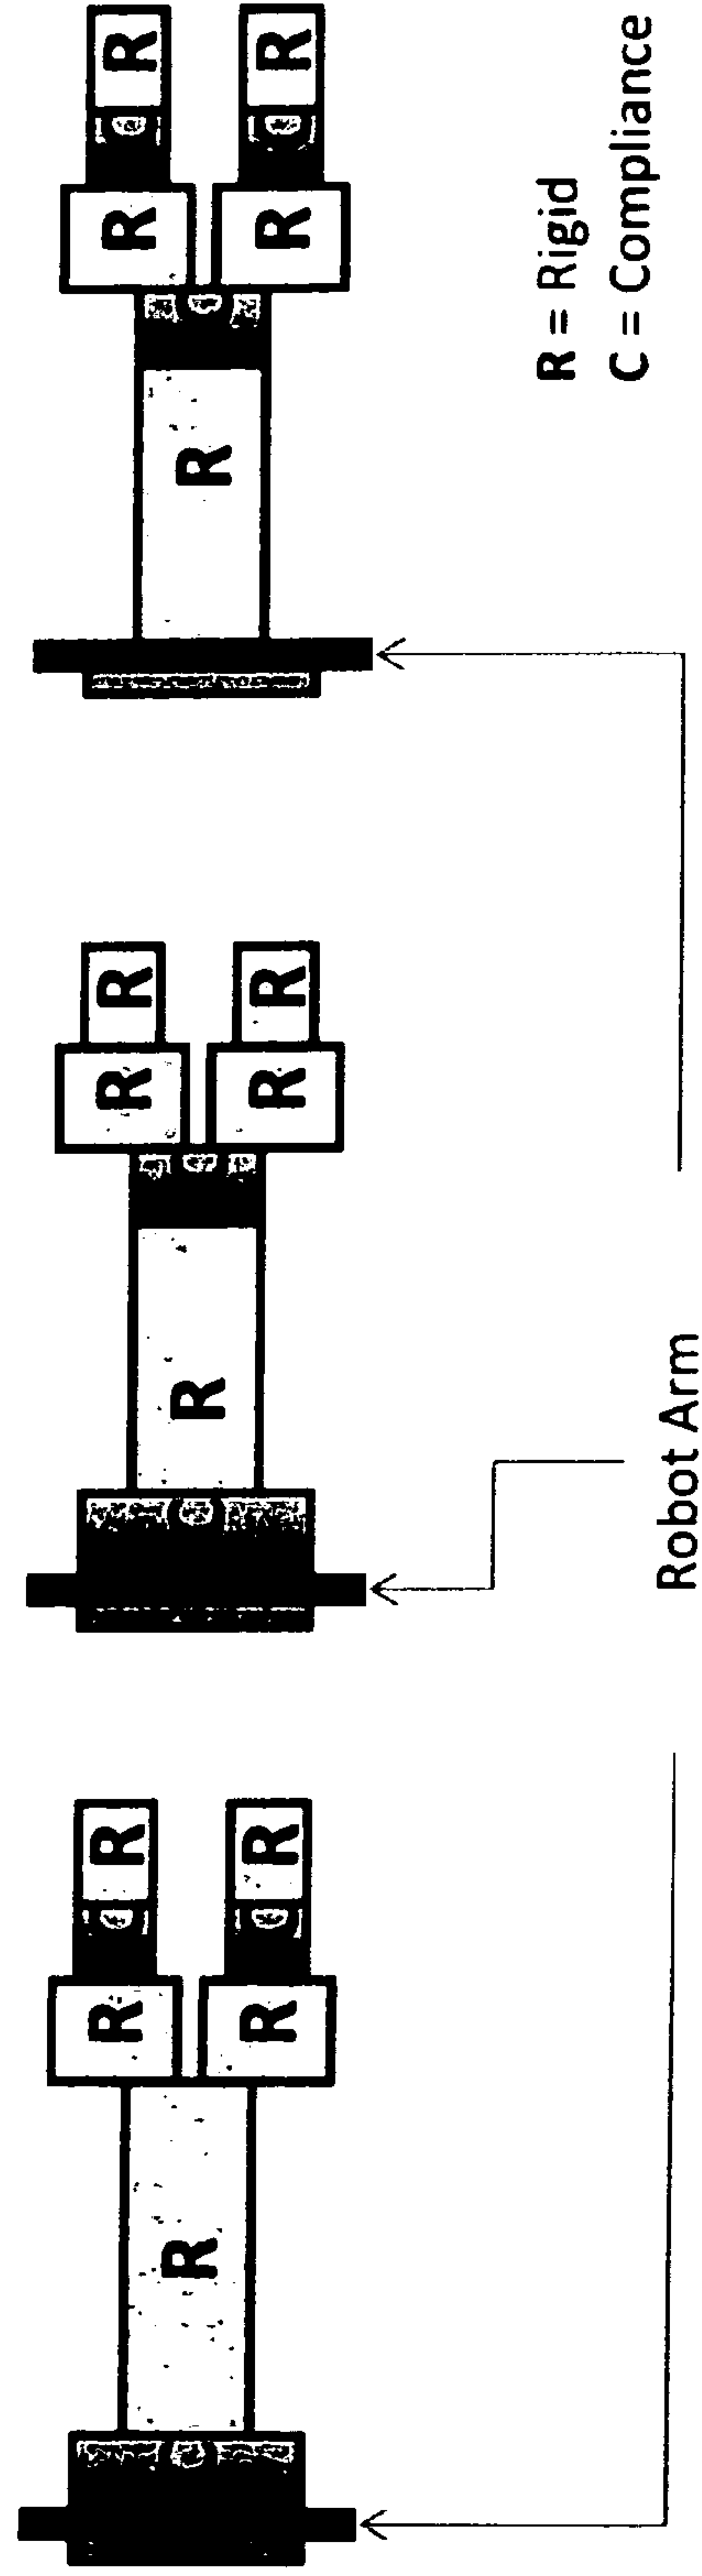 R R R R R R
R R R
R R R R R R
R = Rigid
C = Compliance
Robot Arm